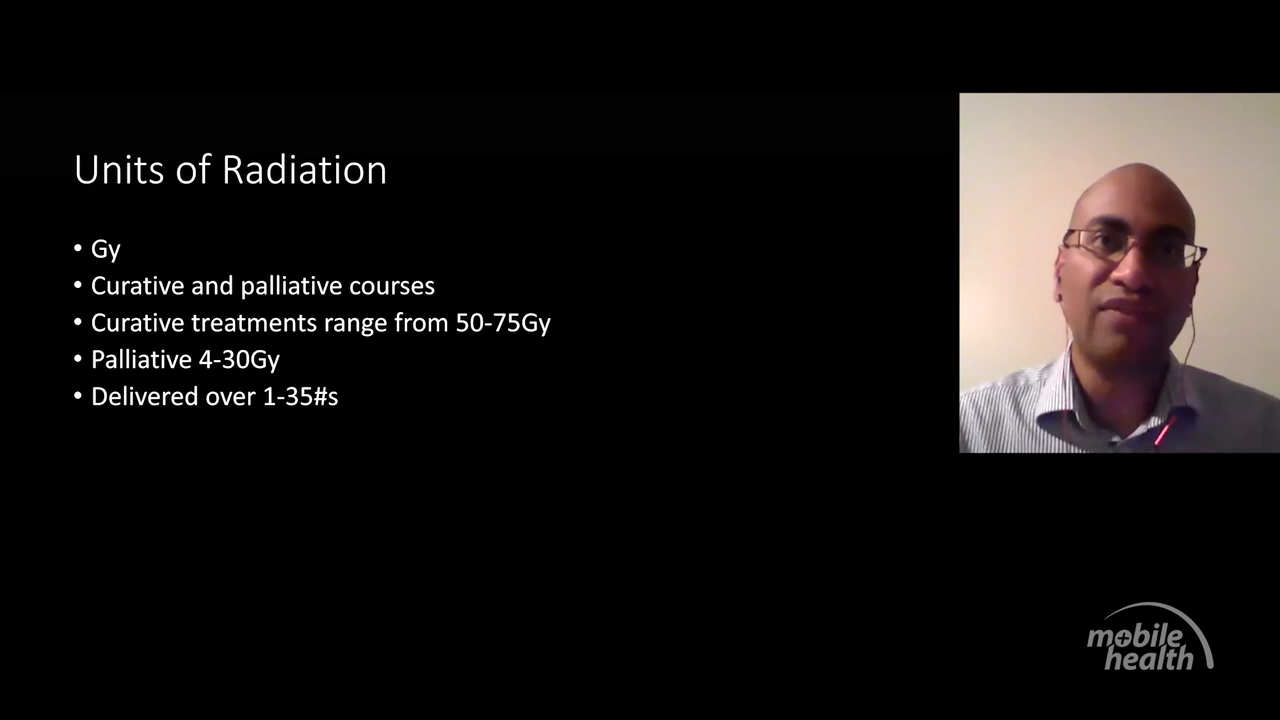 Units of Radiation
• Gy
• Curative and palliative courses
• Curative treatments range from 50-75Gy
• Palliative 4-30Gy
• Delivered over 1-35#s
mobile
health